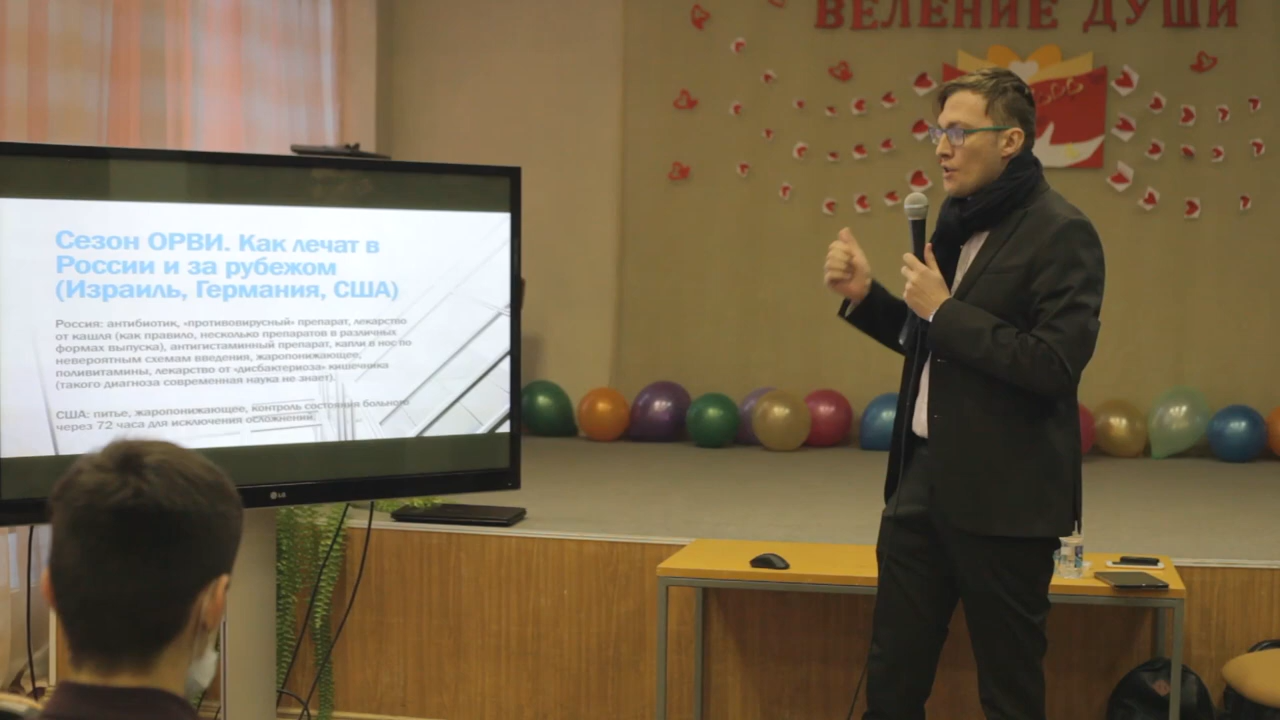 ВЕЛЕНИЕ ДУШИ
Сезон ОРВИ. Как лечат в
России и за рубежом
(Израиль, Германия, США)
Россия: антибиотик, «противовирусный» препарат, лекарство
от кашля (как правило, несколько препаратов в различных
формах выпуска), антигистаминный препарат, капли в нос по
невероятным схемам введения, жаропонижающее,
поливитамины, лекарство от «дисбактериоза» кишечника
(такого диагноза современная наука не знает).
США: питье, жаропонижающее, контроль состояния больного
через 72 часа для исключения осложнений.
LG